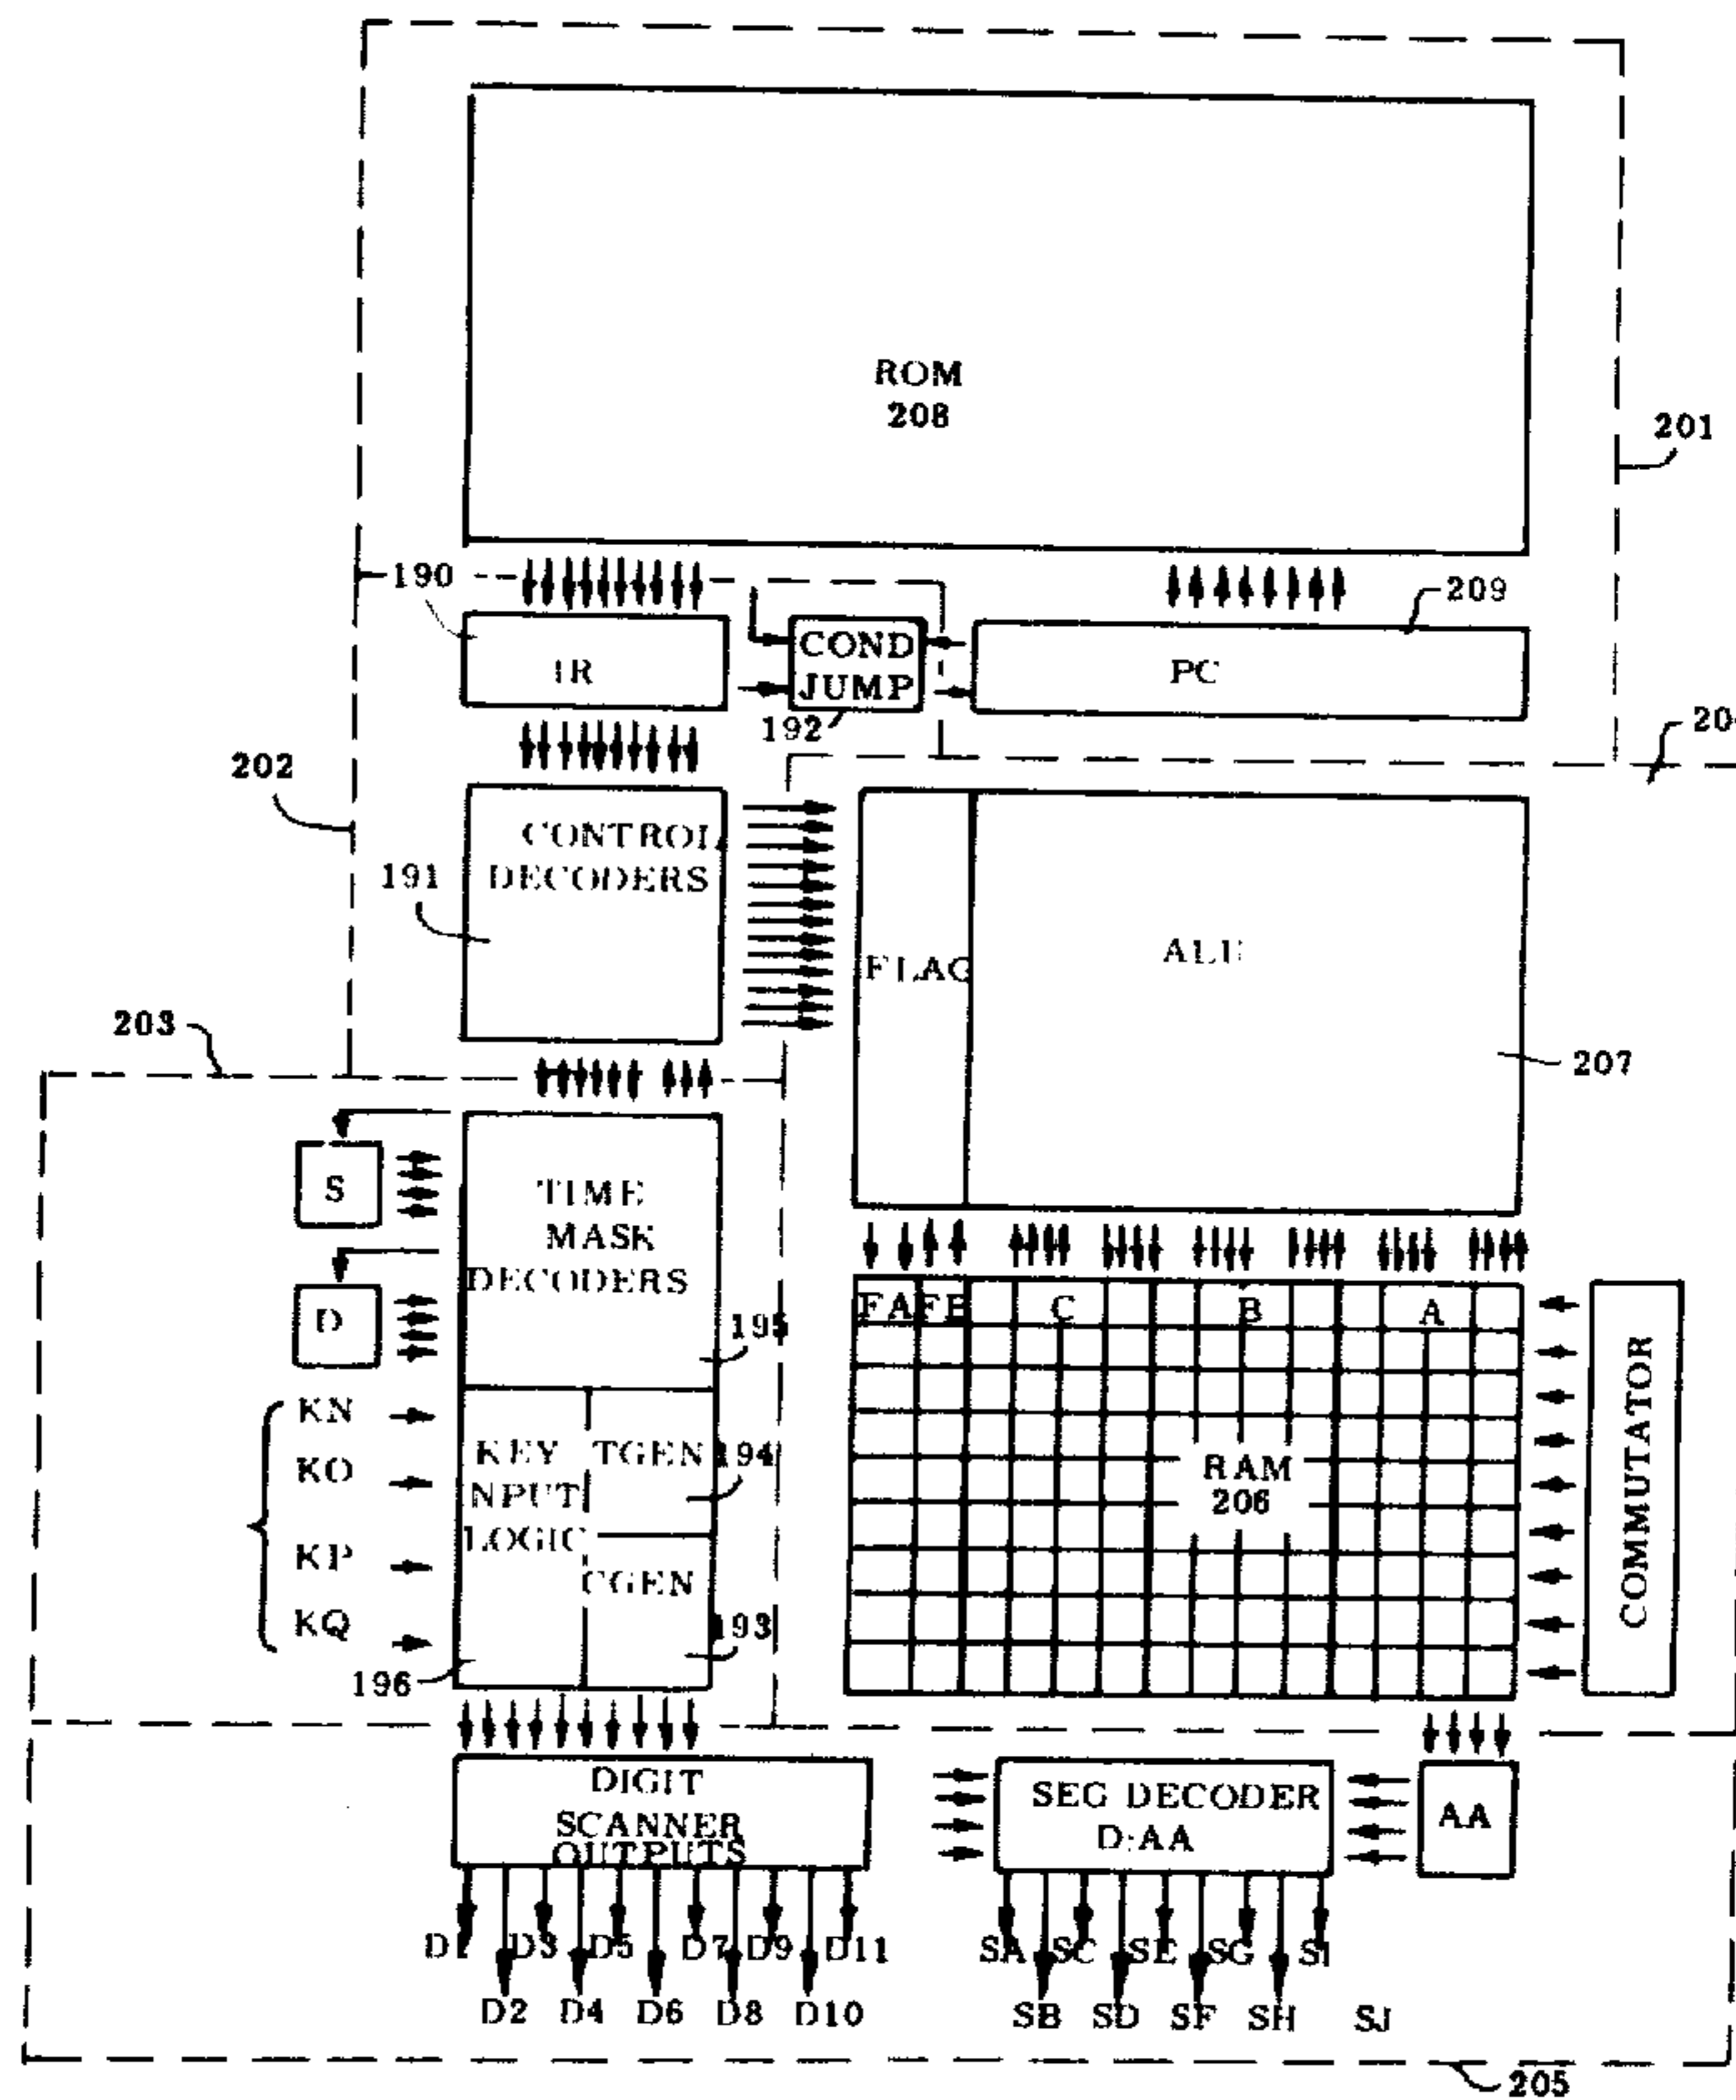 ROM
208
201
190
209
IR
COND
JUMP
PC
192
202
CONTROL
DECODERS
191
FLAG
ALU
203
207
S
TIME
MASK
DECODERS
D
195
FA
FB
C
B
A
COMMUTATOR
KN
KO
KP
KQ
KEY
INPUT
LOGIC
TGEN
194
CGEN
193
196
RAM
206
DIGIT
SCANNER
OUTPUTS
SEG DECODER
D:AA
AA
D1 D3 D5 D7 D9 D11
SA SC SE SG SI
D2 D4 D6 D8 D10
SB SD SF SH SJ
205